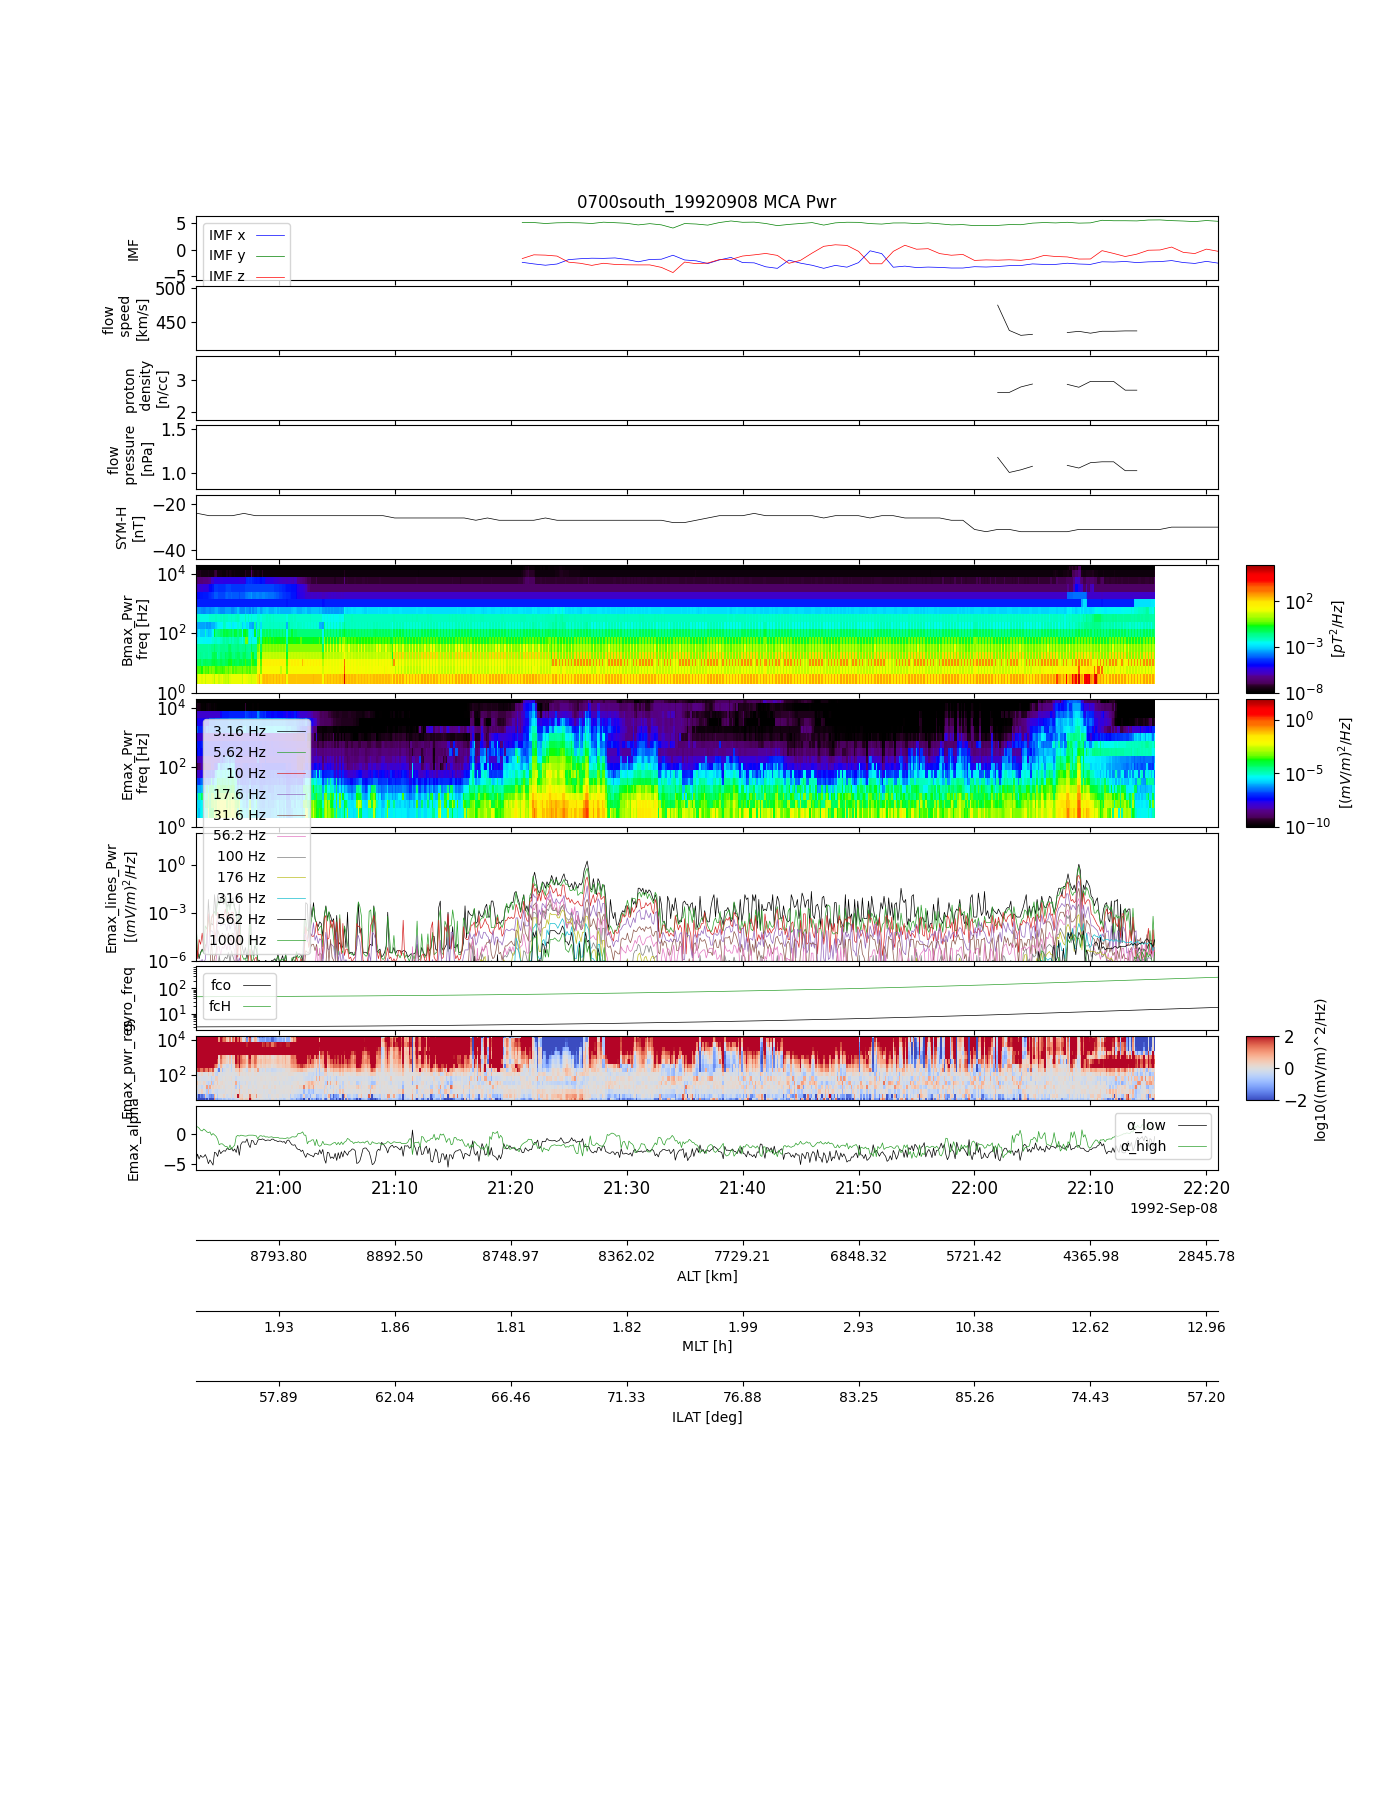 0700south_19920908 MCA Pwr
IMF
5
0
−5
IMF x
IMF y
IMF z
flow
speed
[km/s]
500
450
proton
density
[n/cc]
3
2
flow
pressure
[nPa]
1.5
1.0
SYM-H
[nT]
−20
−40
Bmax_Pwr
freq [Hz]
10^4
10^2
10^0
10^2
10^−3
10^−8
[pT^2/Hz]
Emax_Pwr
freq [Hz]
10^4
10^2
10^0
10^0
10^−5
10^−10
[(mV/m)^2/Hz]
3.16 Hz
5.62 Hz
10 Hz
17.6 Hz
31.6 Hz
56.2 Hz
100 Hz
176 Hz
316 Hz
562 Hz
1000 Hz
Emax_lines_Pwr
[(mV/m)^2/Hz]
10^0
10^−3
10^−6
gyro_freq
10^2
10^1
fco
fcH
Emax_pwr_reg
10^4
10^2
2
0
−2
log10((mV/m)^2/Hz)
Emax_alpha
0
−5
α_low
α_high
21:00 21:10 21:20 21:30 21:40 21:50 22:00 22:10 22:20
1992-Sep-08
8793.80 8892.50 8748.97 8362.02 7729.21 6848.32 5721.42 4365.98 2845.78
ALT [km]
1.93 1.86 1.81 1.82 1.99 2.93 10.38 12.62 12.96
MLT [h]
57.89 62.04 66.46 71.33 76.88 83.25 85.26 74.43 57.20
ILAT [deg]